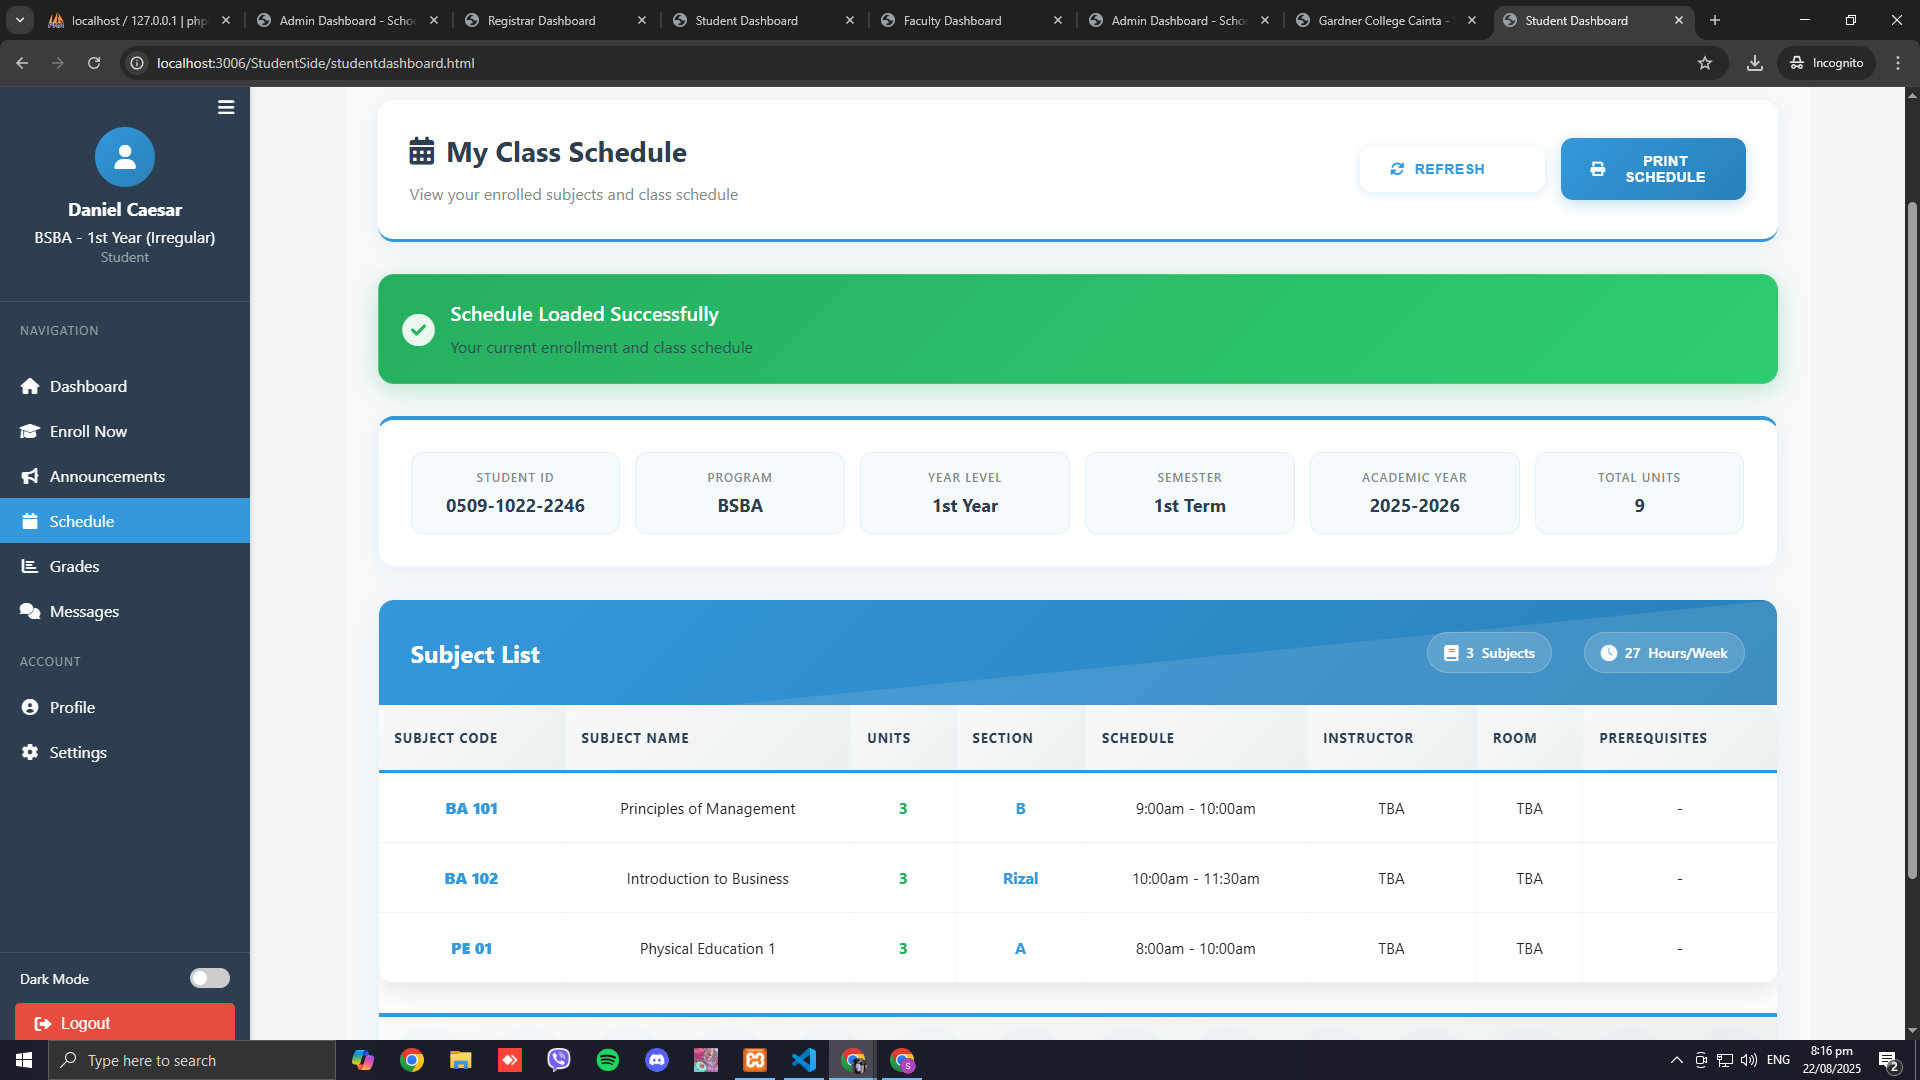 localhost / 127.0.0.1 | php
Admin Dashboard - Schoo
Registrar Dashboard
Student Dashboard
Faculty Dashboard
Admin Dashboard - Schoo
Gardner College Cainta -
Student Dashboard
localhost:3006/StudentSide/studentdashboard.html
Incognito
Daniel Caesar
BSBA - 1st Year (Irregular)
Student
NAVIGATION
Dashboard
Enroll Now
Announcements
Schedule
Grades
Messages
ACCOUNT
Profile
Settings
Dark Mode
Logout
My Class Schedule
View your enrolled subjects and class schedule
REFRESH
PRINT
SCHEDULE
Schedule Loaded Successfully
Your current enrollment and class schedule
STUDENT ID
0509-1022-2246
PROGRAM
BSBA
YEAR LEVEL
1st Year
SEMESTER
1st Term
ACADEMIC YEAR
2025-2026
TOTAL UNITS
9
Subject List
3 Subjects
27 Hours/Week
SUBJECT CODE SUBJECT NAME UNITS SECTION SCHEDULE INSTRUCTOR ROOM PREREQUISITES
BA 101 Principles of Management 3 B 9:00am - 10:00am TBA TBA -
BA 102 Introduction to Business 3 Rizal 10:00am - 11:30am TBA TBA -
PE 01 Physical Education 1 3 A 8:00am - 10:00am TBA TBA -
Type here to search
S
ENG
8:16 pm
22/08/2025
2